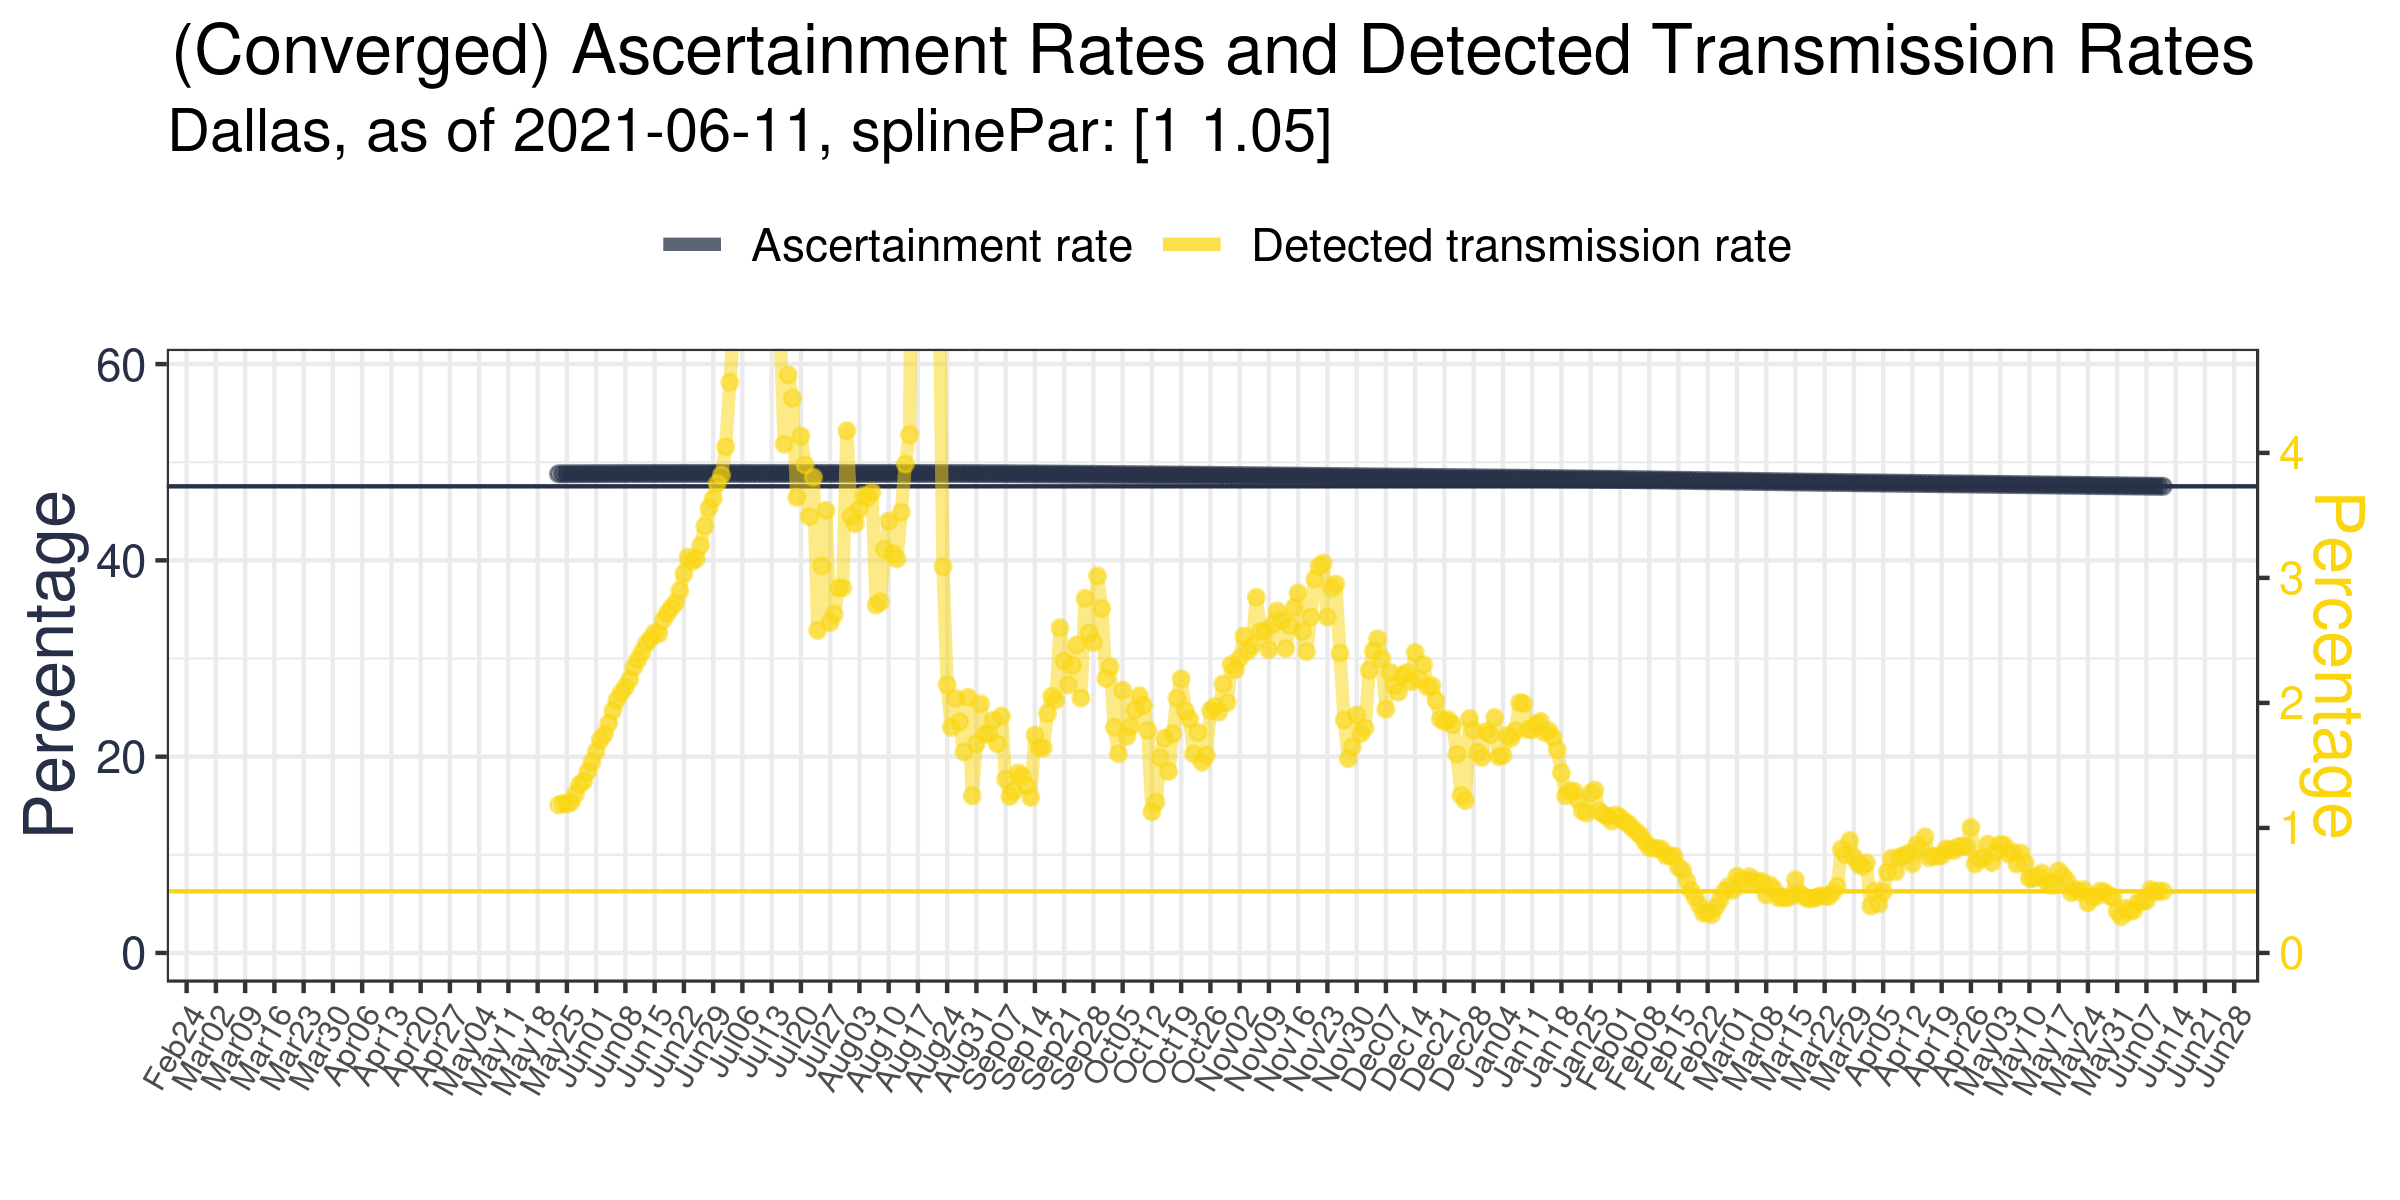 (Converged) Ascertainment Rates and Detected Transmission Rates
Dallas, as of 2021-06-11, splinePar: [1 1.05]
Ascertainment rate
Detected transmission rate
Percentage
60
40
20
0
4
3
2
1
0
Percentage
Feb24
Mar02
Mar09
Mar16
Mar23
Mar30
Apr06
Apr13
Apr20
Apr27
May04
May11
May18
May25
Jun01
Jun08
Jun15
Jun22
Jun29
Jul06
Jul13
Jul20
Jul27
Aug03
Aug10
Aug17
Aug24
Aug31
Sep07
Sep14
Sep21
Sep28
Oct05
Oct12
Oct19
Oct26
Nov02
Nov09
Nov16
Nov23
Nov30
Dec07
Dec14
Dec21
Dec28
Jan04
Jan11
Jan18
Jan25
Feb01
Feb08
Feb15
Feb22
Mar01
Mar08
Mar15
Mar22
Mar29
Apr05
Apr12
Apr19
Apr26
May03
May10
May17
May24
May31
Jun07
Jun14
Jun21
Jun28